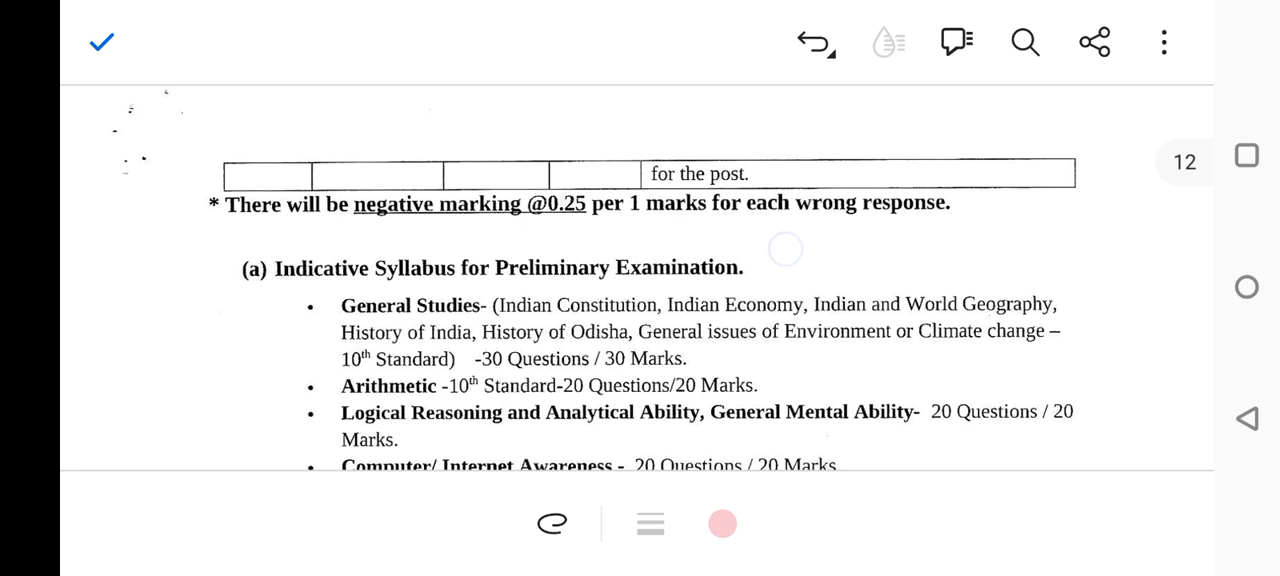 12
for the post.
* There will be negative marking @0.25 per 1 marks for each wrong response.
(a) Indicative Syllabus for Preliminary Examination.
• General Studies- (Indian Constitution, Indian Economy, Indian and World Geography,
History of India, History of Odisha, General issues of Environment or Climate change –
10th Standard) -30 Questions / 30 Marks.
• Arithmetic -10th Standard-20 Questions/20 Marks.
• Logical Reasoning and Analytical Ability, General Mental Ability- 20 Questions / 20
Marks.
• Computer/ Internet Awareness - 20 Questions / 20 Marks